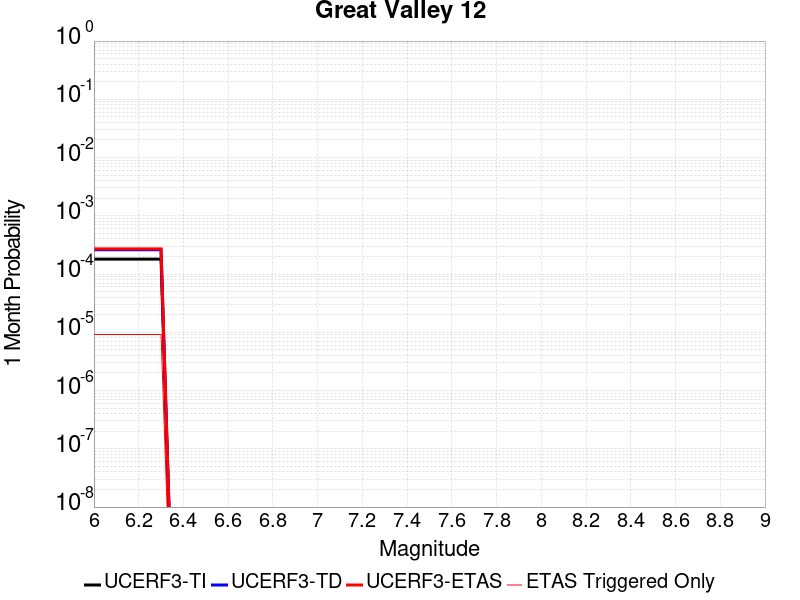 Great Valley 12
1 Month Probability
10^0
10^-1
10^-2
10^-3
10^-4
10^-5
10^-6
10^-7
10^-8
6 6.2 6.4 6.6 6.8 7 7.2 7.4 7.6 7.8 8 8.2 8.4 8.6 8.8 9
Magnitude
UCERF3-TI UCERF3-TD UCERF3-ETAS ETAS Triggered Only